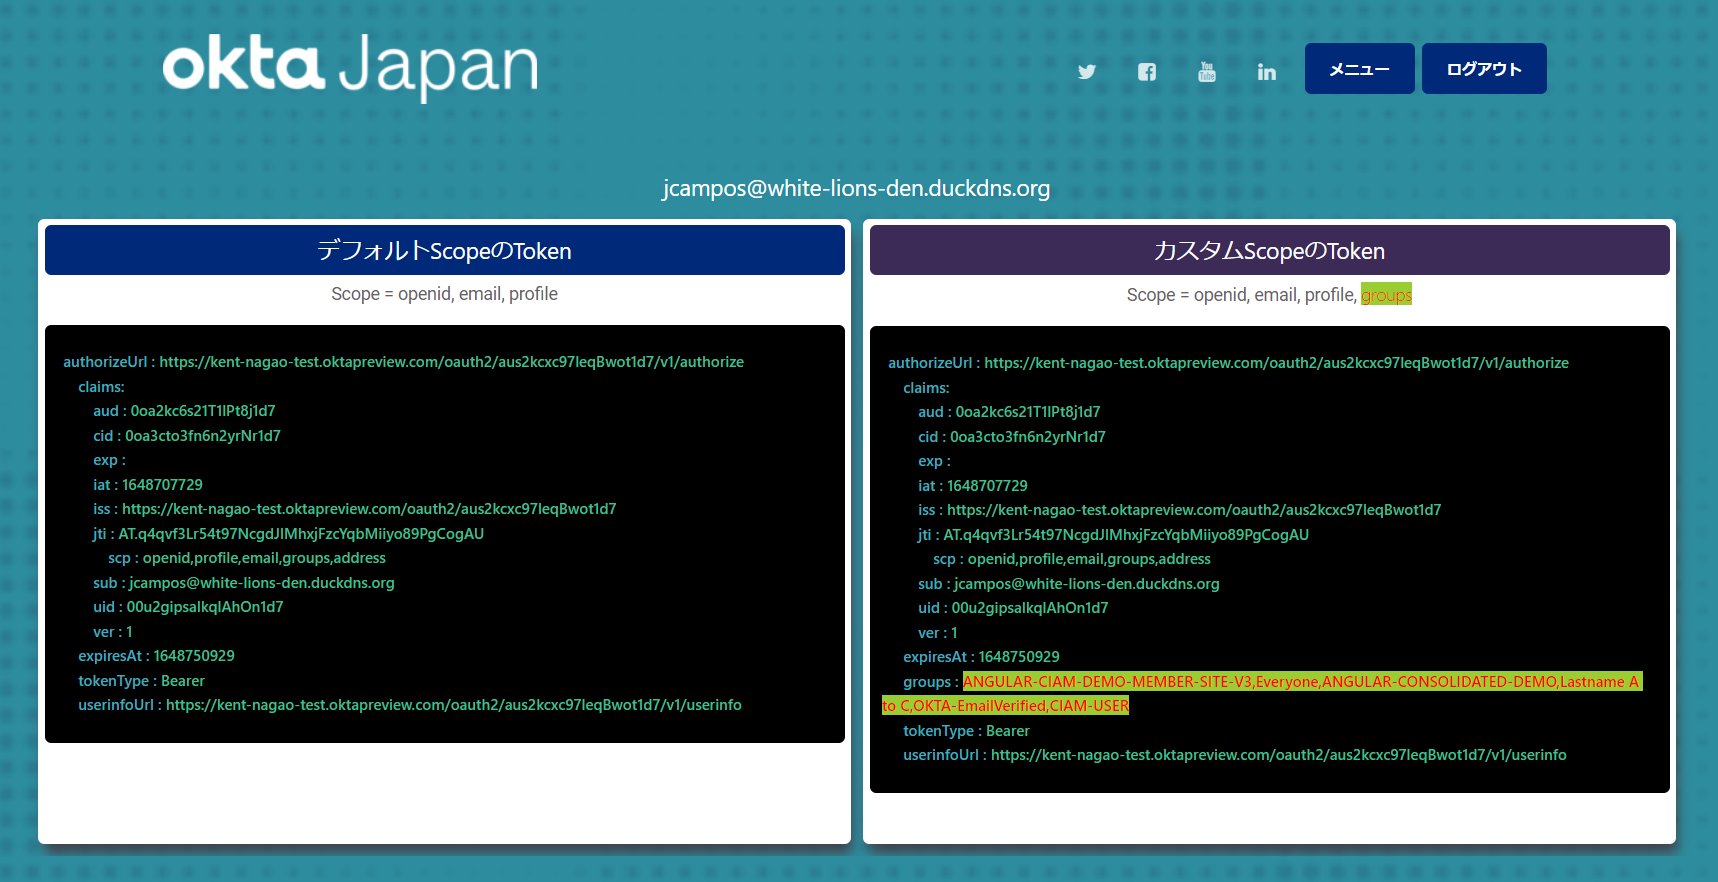 okta Japan
You Tube
メニュー
ログアウト
jcampos@white-lions-den.duckdns.org
デフォルトScopeのToken
Scope = openid, email, profile
authorizeUrl : https://kent-nagao-test.oktapreview.com/oauth2/aus2kcxc97leqBwot1d7/v1/authorize
claims:
aud : 0oa2kc6s21T1lPt8j1d7
cid : 0oa3cto3fn6n2yrNr1d7
exp :
iat : 1648707729
iss : https://kent-nagao-test.oktapreview.com/oauth2/aus2kcxc97leqBwot1d7
jti : AT.q4qvf3Lr54t97NcgdJIMhxjFzcYqbMiiyo89PgCogAU
scp : openid,profile,email,groups,address
sub : jcampos@white-lions-den.duckdns.org
uid : 00u2gipsalkqlAhOn1d7
ver : 1
expiresAt : 1648750929
tokenType : Bearer
userinfoUrl : https://kent-nagao-test.oktapreview.com/oauth2/aus2kcxc97leqBwot1d7/v1/userinfo
カスタムScopeのToken
Scope = openid, email, profile, groups
authorizeUrl : https://kent-nagao-test.oktapreview.com/oauth2/aus2kcxc97leqBwot1d7/v1/authorize
claims:
aud : 0oa2kc6s21T1lPt8j1d7
cid : 0oa3cto3fn6n2yrNr1d7
exp :
iat : 1648707729
iss : https://kent-nagao-test.oktapreview.com/oauth2/aus2kcxc97leqBwot1d7
jti : AT.q4qvf3Lr54t97NcgdJIMhxjFzcYqbMiiyo89PgCogAU
scp : openid,profile,email,groups,address
sub : jcampos@white-lions-den.duckdns.org
uid : 00u2gipsalkqlAhOn1d7
ver : 1
expiresAt : 1648750929
groups : ANGULAR-CIAM-DEMO-MEMBER-SITE-V3,Everyone,ANGULAR-CONSOLIDATED-DEMO,Lastname A
to C,OKTA-EmailVerified,CIAM-USER
tokenType : Bearer
userinfoUrl : https://kent-nagao-test.oktapreview.com/oauth2/aus2kcxc97leqBwot1d7/v1/userinfo